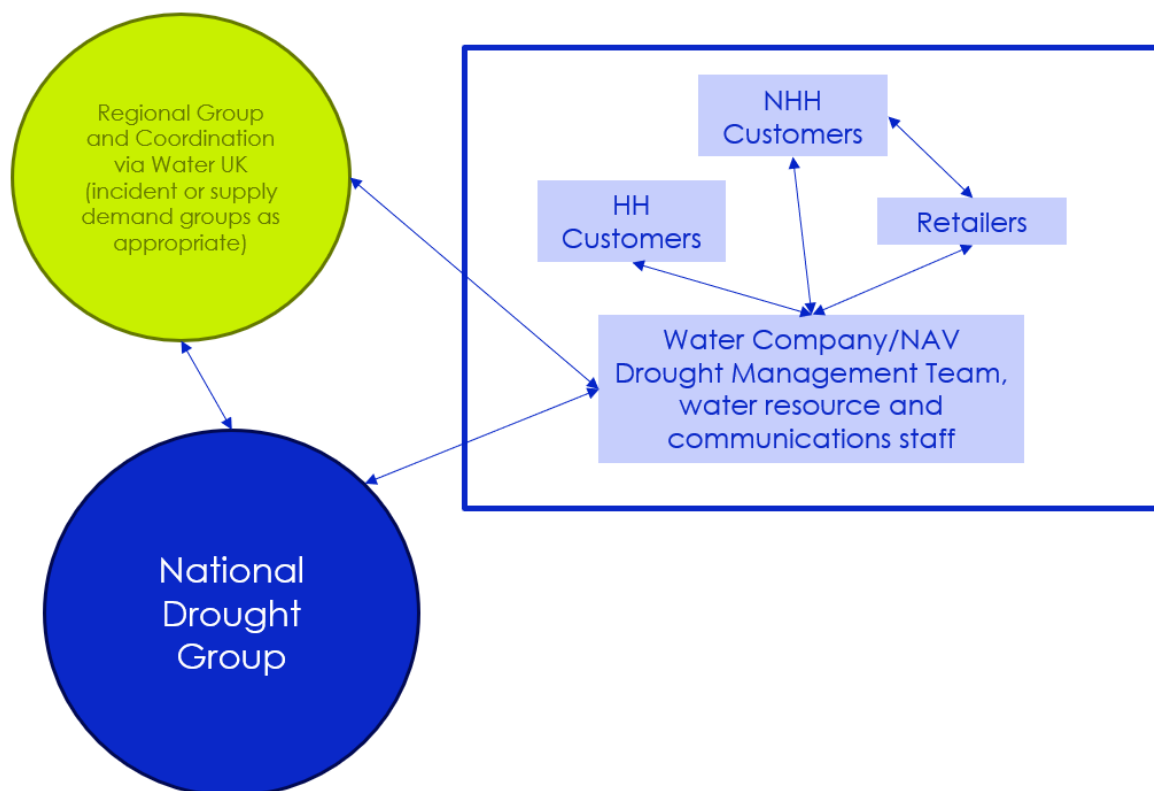 Regional Group
and Coordination
via Water UK
(incident or supply
demand groups as
appropriate)
NHH
Customers
HH
Customers
Retailers
Water Company/NAV
Drought Management Team,
water resource and
communications staff
National
Drought
Group